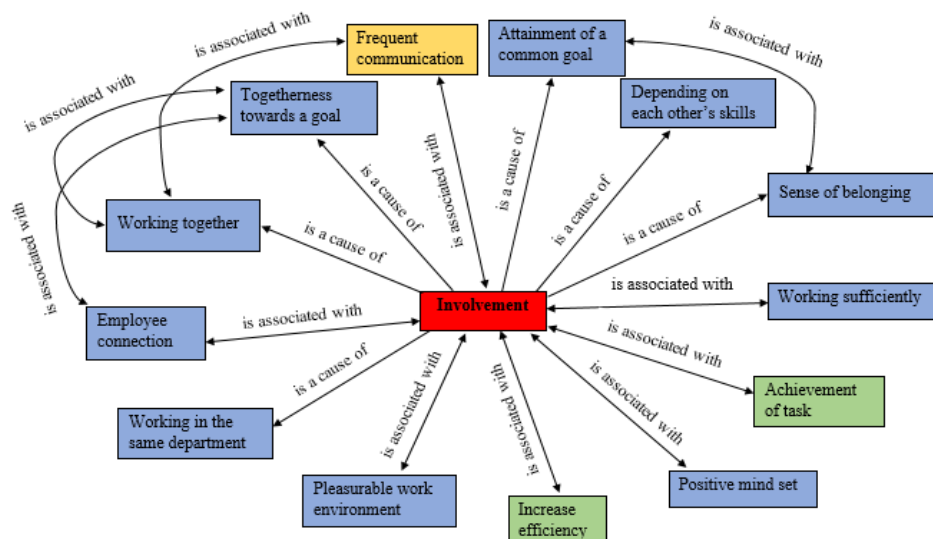 is associated with
Frequent
communication
Attainment of a
common goal
is associated with
is associated with
Togetherness
towards a goal
Depending on
each other's skills
is associated with
is a cause of
is a cause of
is associated with
Working together
is a cause of
is a cause of
is a cause of
Sense of belonging
is associated with
Employee
connection
is associated with
Involvement
is associated with
Working sufficiently
is a cause of
is associated with
Achievement
of task
Working in the
same department
is associated with
is associated with
is associated with
Pleasurable work
environment
Increase
efficiency
Positive mind set